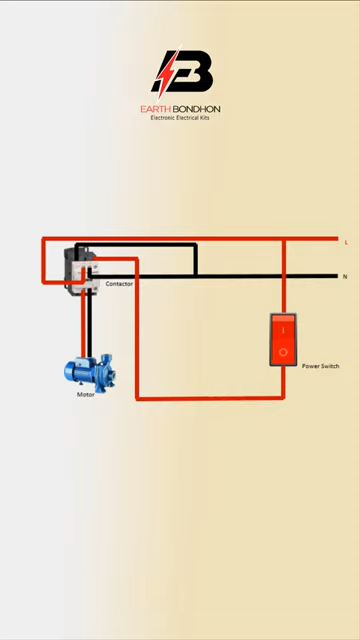 EARTH BONDHON
Electronic Electrical Kits
L
N
Contactor
Power Switch
Motor